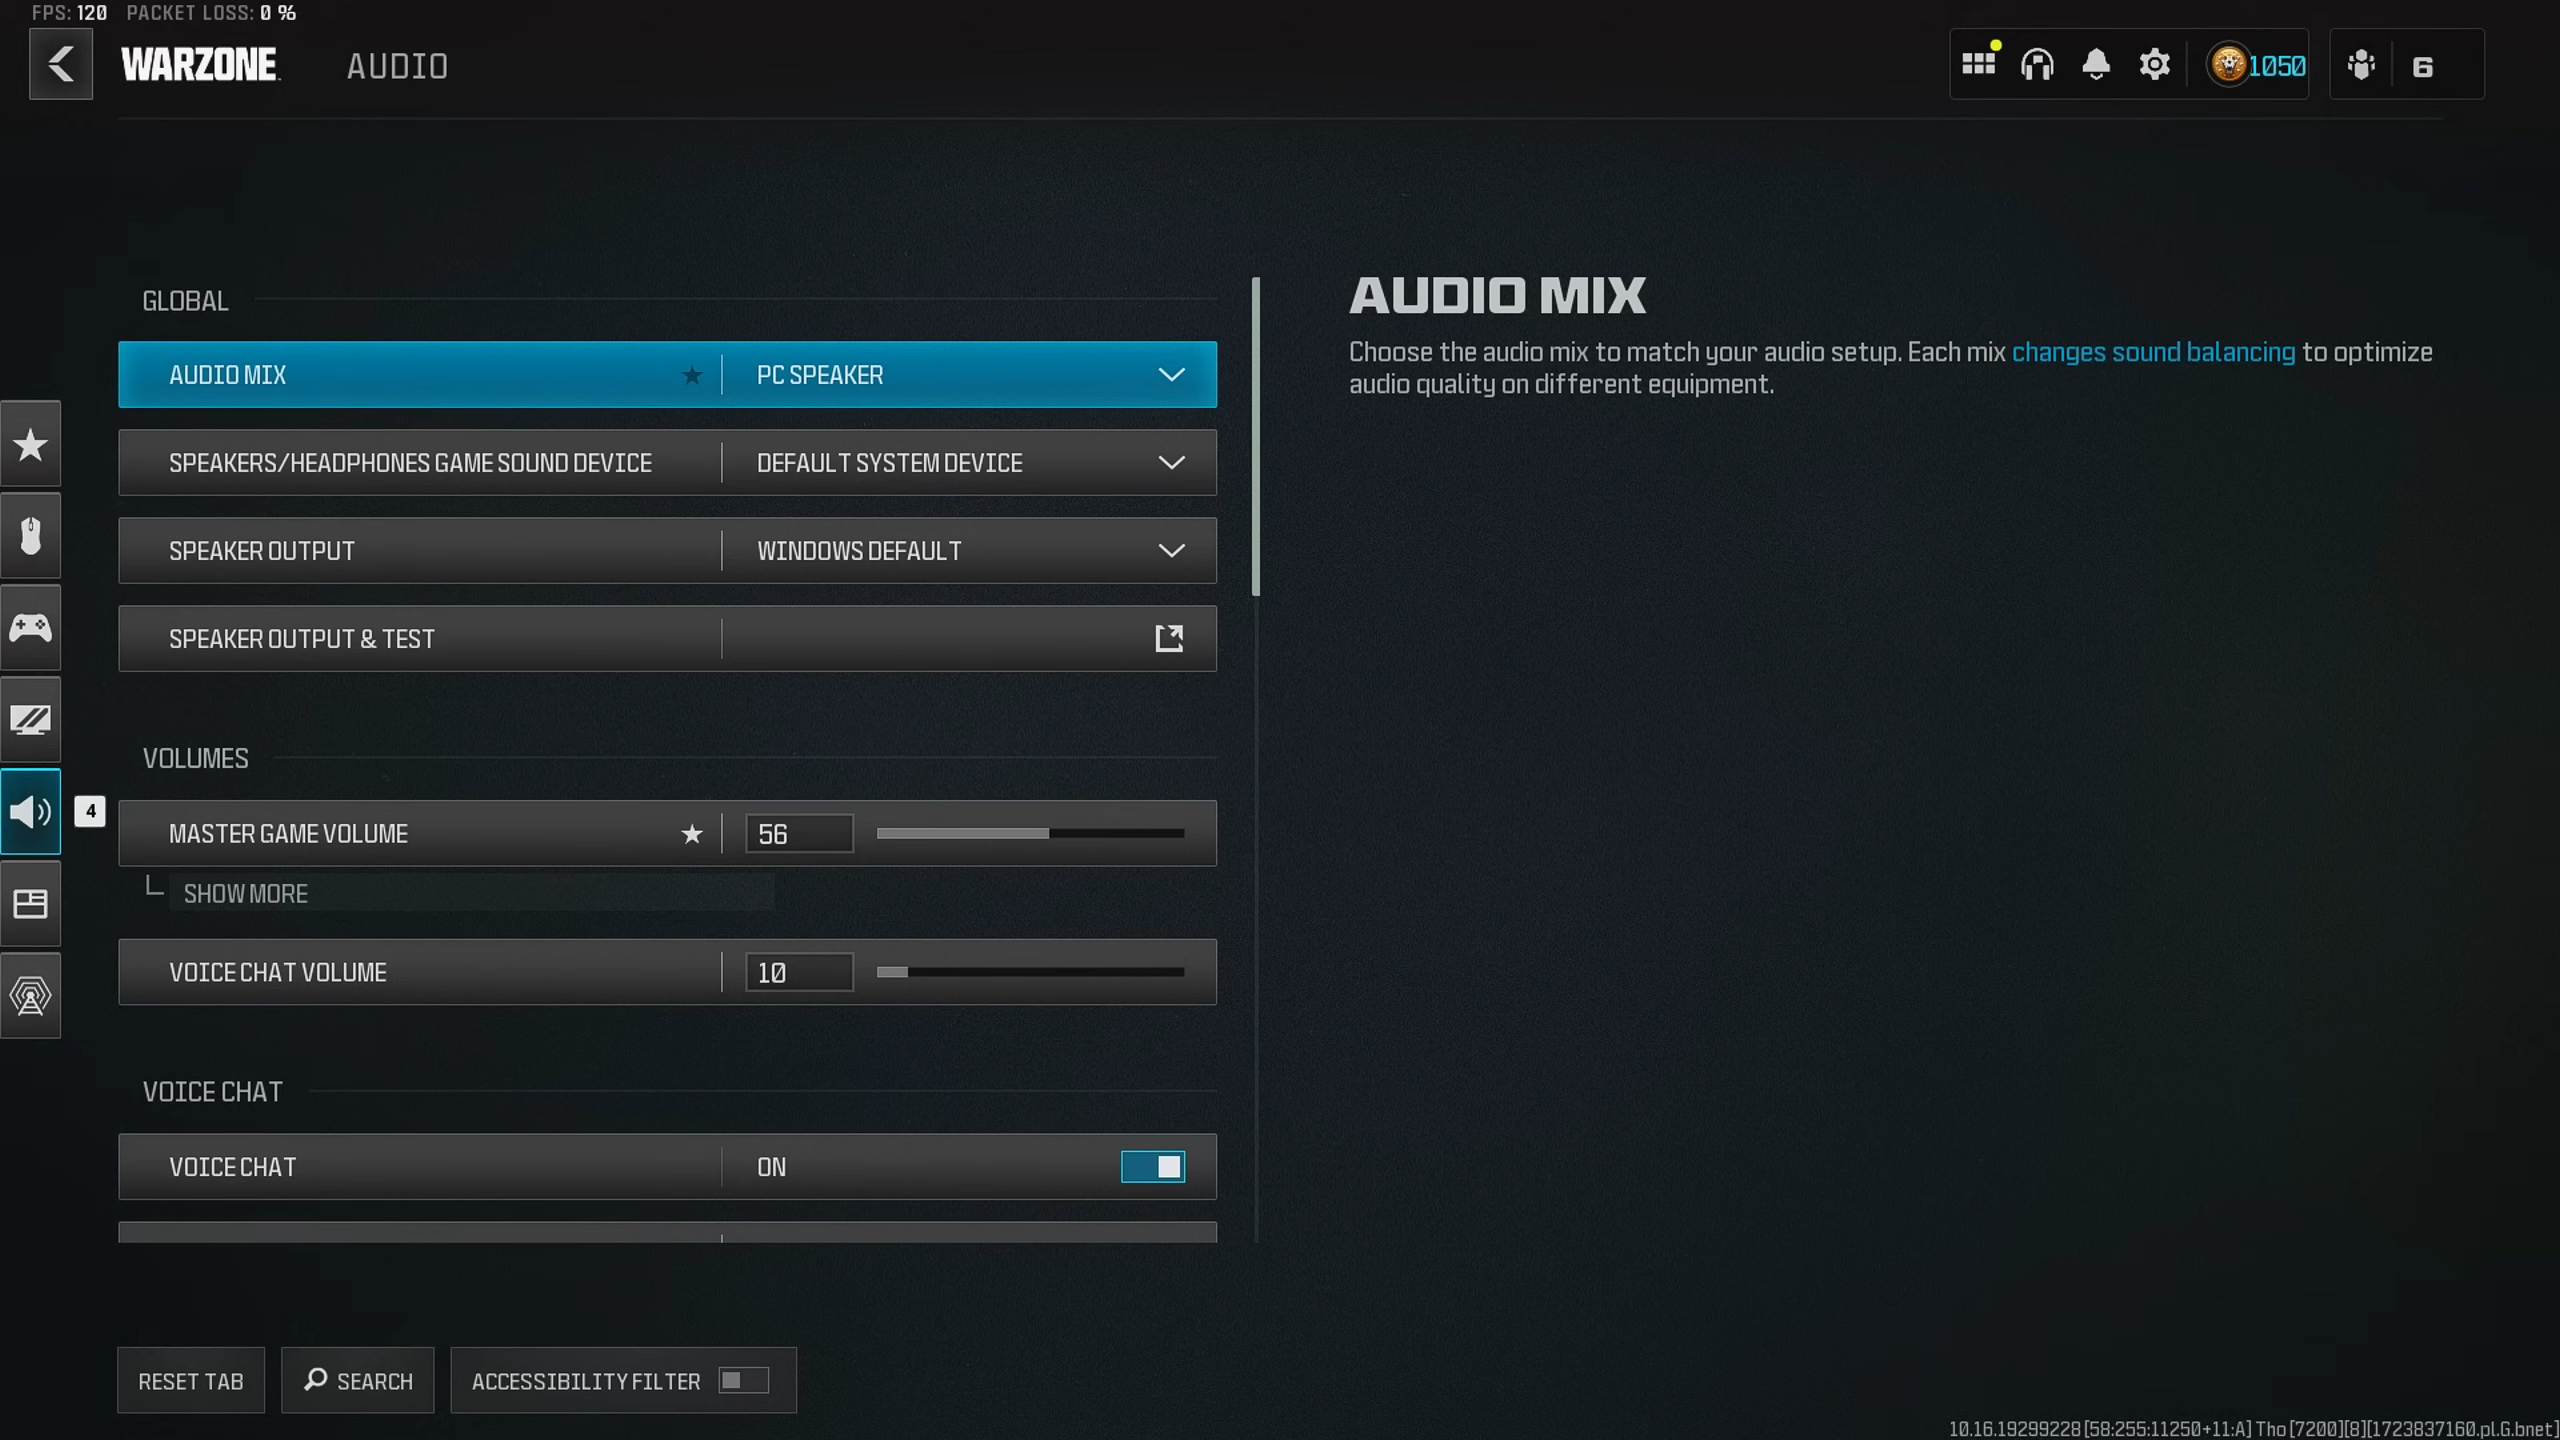 FPS: 120 PACKET LOSS: 0 %
WARZONE AUDIO 1050 6
GLOBAL
AUDIO MIX PC SPEAKER
SPEAKERS/HEADPHONES GAME SOUND DEVICE DEFAULT SYSTEM DEVICE
SPEAKER OUTPUT WINDOWS DEFAULT
SPEAKER OUTPUT & TEST
VOLUMES
4
MASTER GAME VOLUME 56
SHOW MORE
VOICE CHAT VOLUME 10
VOICE CHAT
VOICE CHAT ON
AUDIO MIX
Choose the audio mix to match your audio setup. Each mix changes sound balancing to optimize
audio quality on different equipment.
RESET TAB SEARCH ACCESSIBILITY FILTER
10.16.19299228 [58:255:11250+11:A] Tho [7200][8][1723837160.pl.G.bnet]